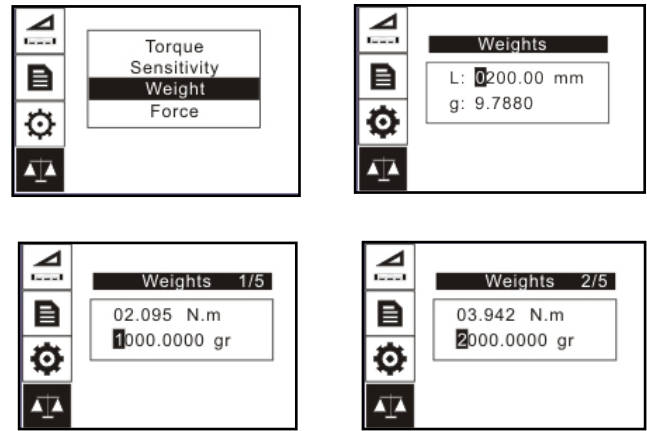 Torque
Sensitivity
Weight
Force
Weights
L: 0200.00 mm
g: 9.7880
Weights 1/5
02.095 N.m
1000.0000 gr
Weights 2/5
03.942 N.m
2000.0000 gr